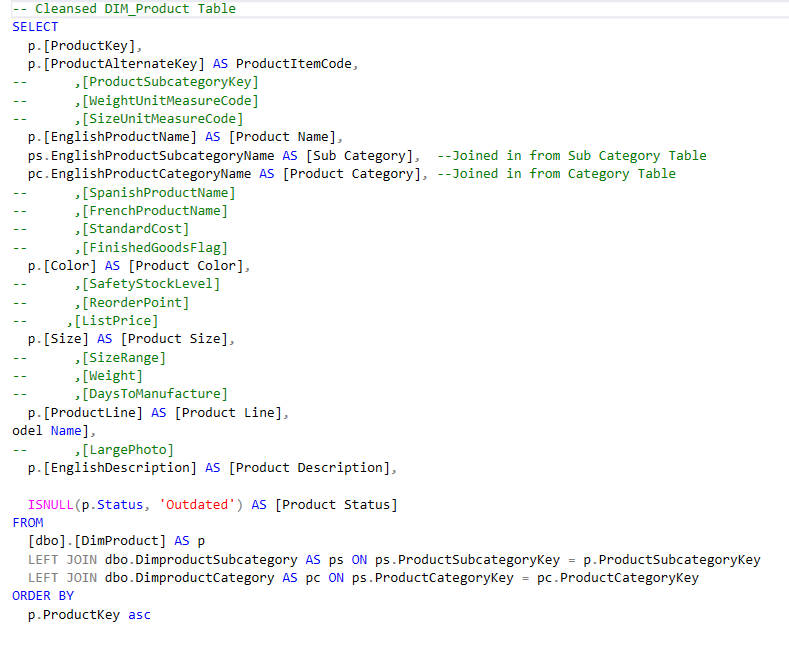 -- Cleansed DIM_Product Table
SELECT
  p.[ProductKey],
  p.[ProductAlternateKey] AS ProductItemCode,
--      ,[ProductSubcategoryKey]
--      ,[WeightUnitMeasureCode]
--      ,[SizeUnitMeasureCode]
  p.[EnglishProductName] AS [Product Name],
  ps.EnglishProductSubcategoryName AS [Sub Category],  --Joined in from Sub Category Table
  pc.EnglishProductCategoryName AS [Product Category], --Joined in from Category Table
--      ,[SpanishProductName]
--      ,[FrenchProductName]
--      ,[StandardCost]
--      ,[FinishedGoodsFlag]
  p.[Color] AS [Product Color],
--      ,[SafetyStockLevel]
--      ,[ReorderPoint]
--     ,[ListPrice]
  p.[Size] AS [Product Size],
--      ,[SizeRange]
--      ,[Weight]
--      ,[DaysToManufacture]
  p.[ProductLine] AS [Product Line],
odel Name],
--      ,[LargePhoto]
  p.[EnglishDescription] AS [Product Description],
  ISNULL(p.Status, 'Outdated') AS [Product Status]
FROM
  [dbo].[DimProduct] AS p
  LEFT JOIN dbo.DimproductSubcategory AS ps ON ps.ProductSubcategoryKey = p.ProductSubcategoryKey
  LEFT JOIN dbo.DimproductCategory AS pc ON ps.ProductCategoryKey = pc.ProductCategoryKey
ORDER BY
  p.ProductKey asc